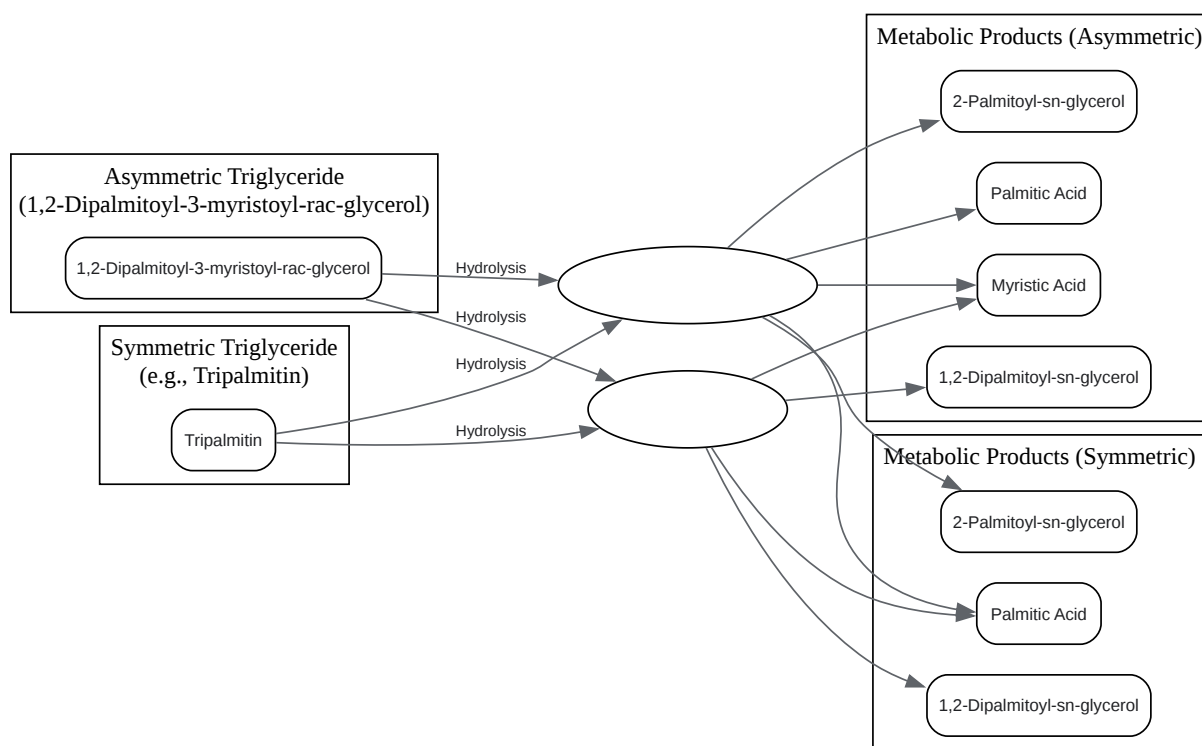 Asymmetric Triglyceride
(1,2-Dipalmitoyl-3-myristoyl-rac-glycerol)
1,2-Dipalmitoyl-3-myristoyl-rac-glycerol
Symmetric Triglyceride
(e.g., Tripalmitin)
Tripalmitin
Hydrolysis
Hydrolysis
Hydrolysis
Hydrolysis
Metabolic Products (Asymmetric)
2-Palmitoyl-sn-glycerol
Palmitic Acid
Myristic Acid
1,2-Dipalmitoyl-sn-glycerol
Metabolic Products (Symmetric)
2-Palmitoyl-sn-glycerol
Palmitic Acid
1,2-Dipalmitoyl-sn-glycerol